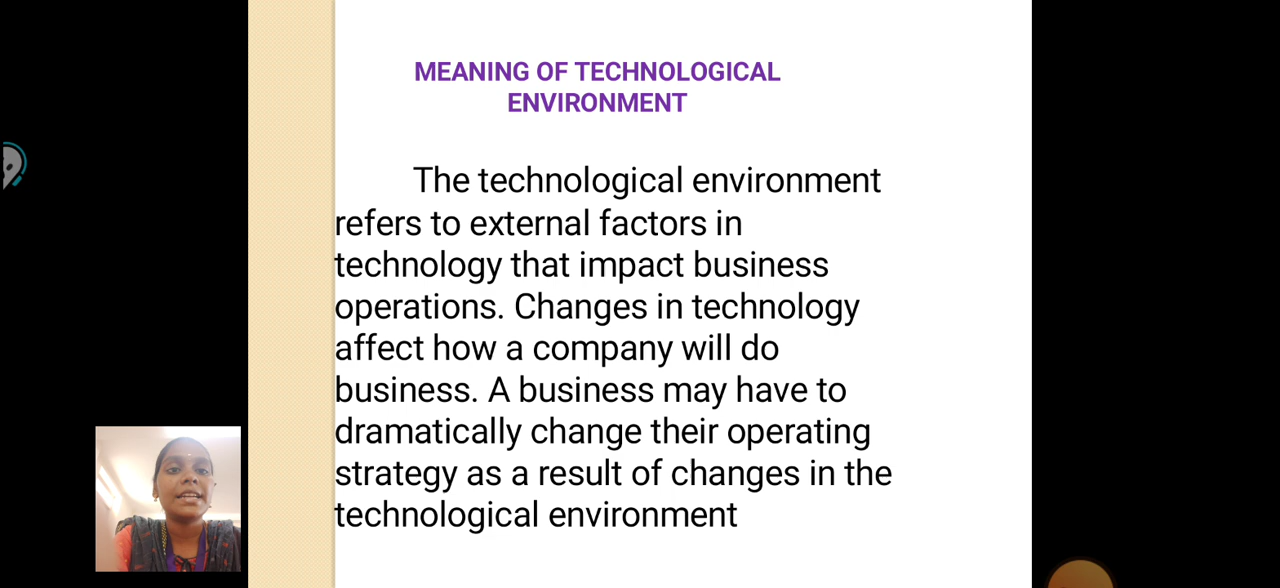 MEANING OF TECHNOLOGICAL
ENVIRONMENT
The technological environment
refers to external factors in
technology that impact business
operations. Changes in technology
affect how a company will do
business. A business may have to
dramatically change their operating
strategy as a result of changes in the
technological environment